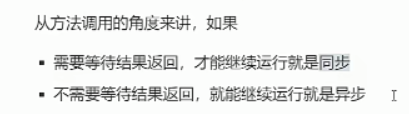 从方法调用的角度来讲，如果
▪ 需要等待结果返回，才能继续运行就是同步
▪ 不需要等待结果返回，就能继续运行就是异步